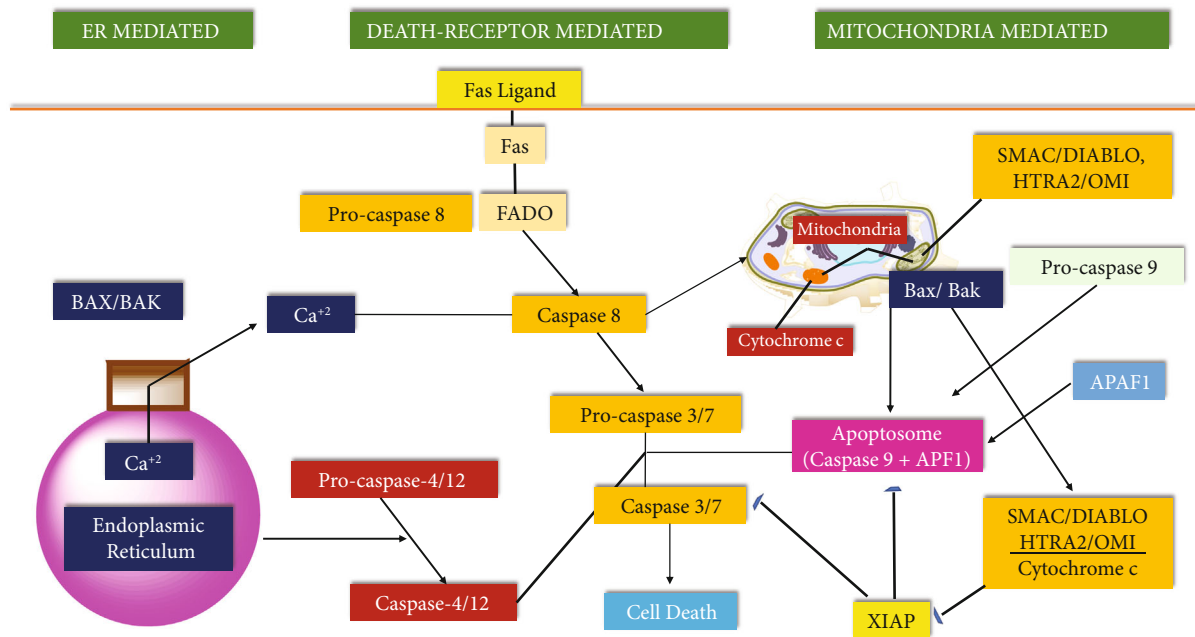 ER MEDIATED
DEATH-RECEPTOR MEDIATED
MITOCHONDRIA MEDIATED
Fas Ligand
Fas
SMAC/DIABLO,
HTRA2/OMI
Pro-caspase 8
FADO
Mitochondria
Pro-caspase 9
BAX/BAK
Ca+2
Caspase 8
Bax/ Bak
Cytochrome c
APAF1
Pro-caspase 3/7
Apoptosome
(Caspase 9 + APF1)
Ca+2
Pro-caspase-4/12
Caspase 3/7
Endoplasmic
Reticulum
SMAC/DIABLO
HTRA2/OMI
Cytochrome c
Caspase-4/12
Cell Death
XIAP